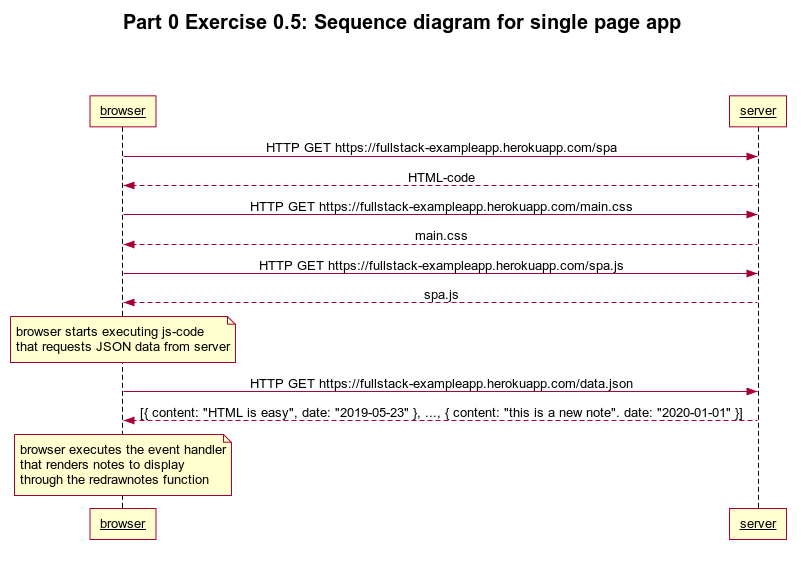 Part 0 Exercise 0.5: Sequence diagram for single page app
browser
server
HTTP GET https://fullstack-exampleapp.herokuapp.com/spa
HTML-code
HTTP GET https://fullstack-exampleapp.herokuapp.com/main.css
main.css
HTTP GET https://fullstack-exampleapp.herokuapp.com/spa.js
spa.js
browser starts executing js-code
that requests JSON data from server
HTTP GET https://fullstack-exampleapp.herokuapp.com/data.json
[{ content: "HTML is easy", date: "2019-05-23" }, ..., { content: "this is a new note". date: "2020-01-01" }]
browser executes the event handler
that renders notes to display
through the redrawnotes function
browser
server